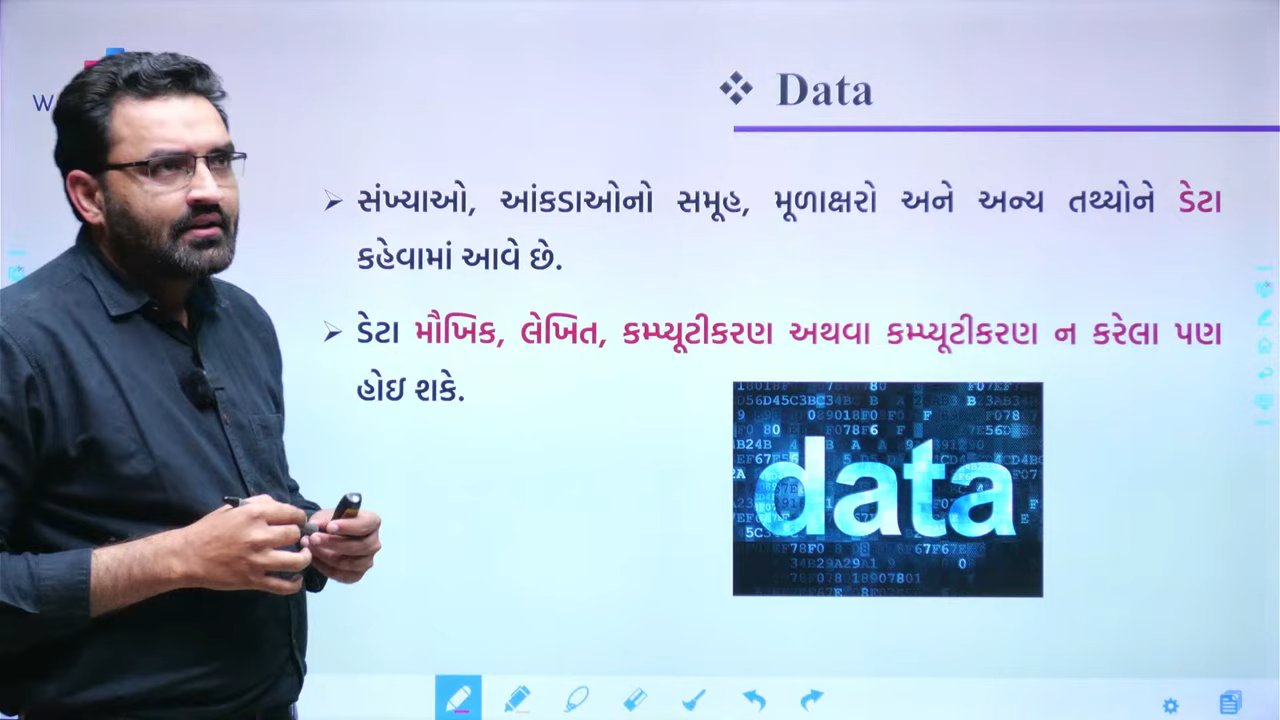 ❖ Data
➢ સંખ્યાઓ, આંકડાઓનો સમૂહ, મૂળાક્ષરો અને અન્ય તથ્યોને ડેટા
કહેવામાં આવે છે.
➢ ડેટા મૌખિક, લેખિત, કમ્પ્યૂટીકરણ અથવા કમ્પ્યૂટીકરણ ન કરેલા પણ
હોઇ શકે.
data